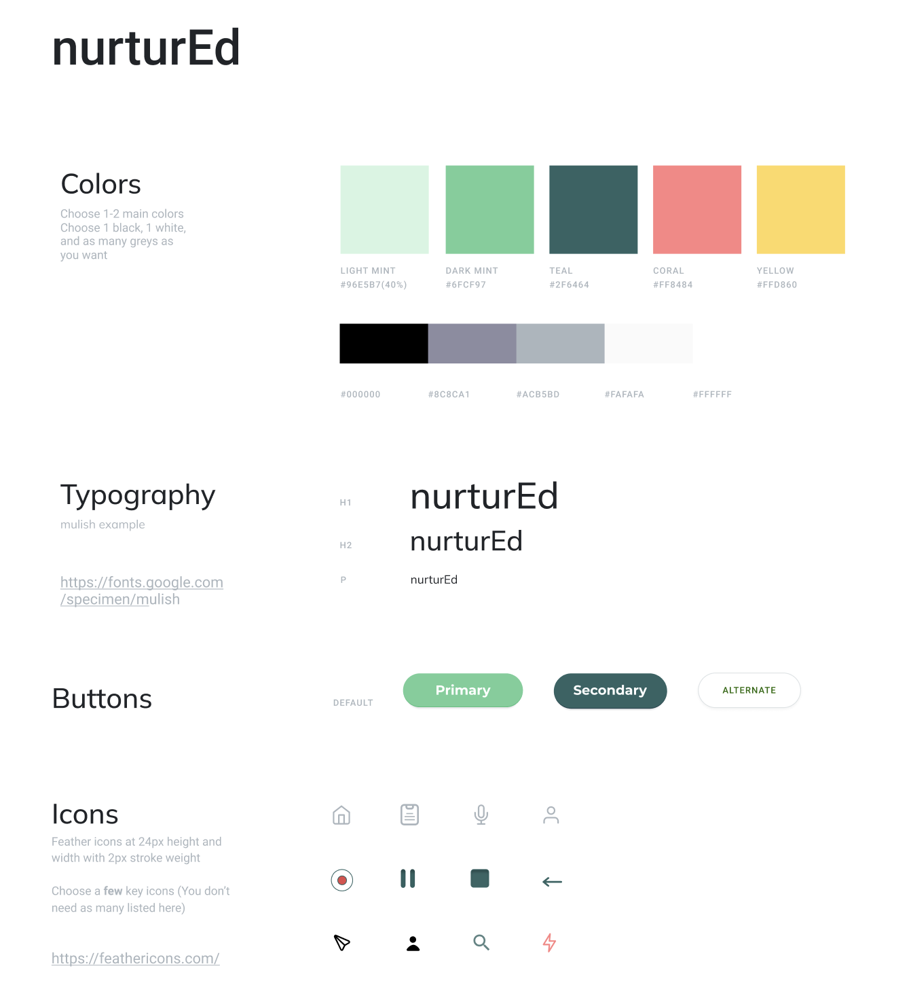 nurturEd
Colors
Choose 1-2 main colors
Choose 1 black, 1 white,
and as many greys as
you want
LIGHT MINT
#96E5B7(40%)
DARK MINT
#6FCF97
TEAL
#2F6464
CORAL
#FF8484
YELLOW
#FFD860
#000000
#8C8CA1
#ACB5BD
#FAFAFA
#FFFFFF
Typography
mulish example
https://fonts.google.com
/specimen/mulish
H1
nurturEd
H2
nurturEd
P
nurturEd
Buttons
DEFAULT
Primary
Secondary
ALTERNATE
Icons
Feather icons at 24px height and
width with 2px stroke weight
Choose a few key icons (You don’t
need as many listed here)
https://feathericons.com/